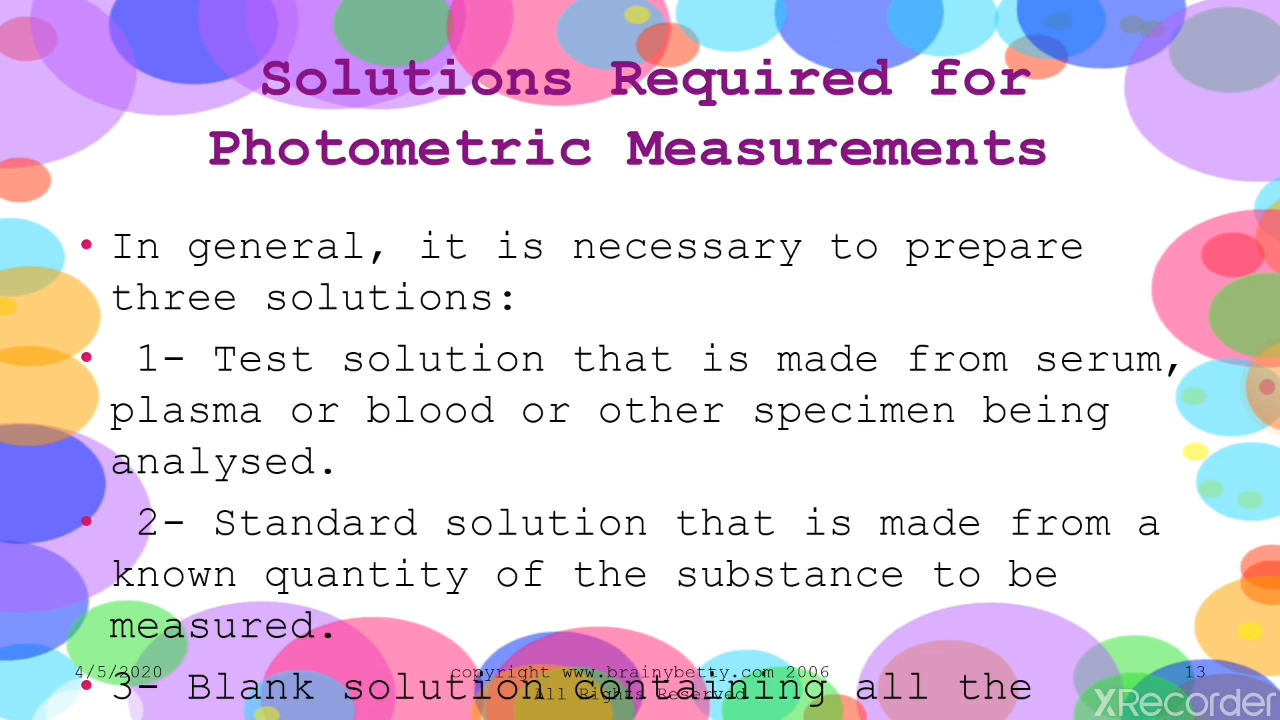 Solutions Required for
Photometric Measurements
• In general, it is necessary to prepare
three solutions:
• 1- Test solution that is made from serum,
plasma or blood or other specimen being
analysed.
• 2- Standard solution that is made from a
known quantity of the substance to be
measured.
• 3- Blank solution containing all the
4/5/2020
copyright www.brainybetty.com 2006
All Rights Reserved
13
XRecorder